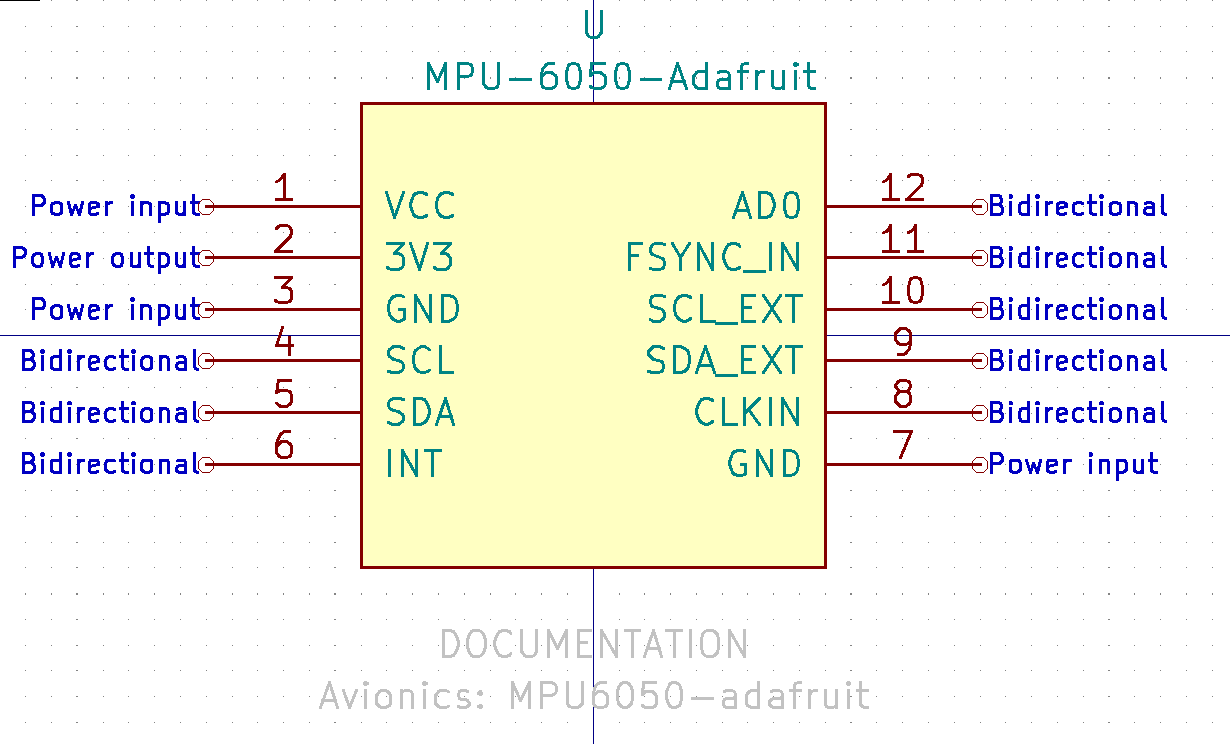 U
MPU-6050-Adafruit
Power input 1 VCC AD0 12 Bidirectional
Power output 2 3V3 FSYNC_IN 11 Bidirectional
Power input 3 GND SCL_EXT 10 Bidirectional
Bidirectional 4 SCL SDA_EXT 9 Bidirectional
Bidirectional 5 SDA CLKIN 8 Bidirectional
Bidirectional 6 INT GND 7 Power input
DOCUMENTATION
Avionics: MPU6050-adafruit